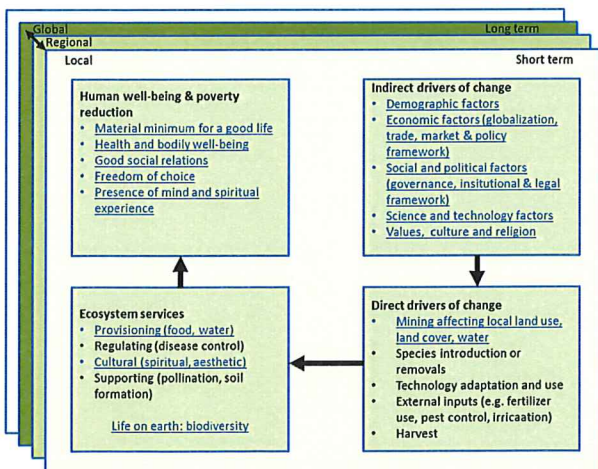 Global Long term
Regional
Local Short term
Human well-being & poverty
reduction
• Material minimum for a good life
• Health and bodily well-being
• Good social relations
• Freedom of choice
• Presence of mind and spiritual
experience
Indirect drivers of change
• Demographic factors
• Economic factors (globalization,
trade, market & policy
framework)
• Social and political factors
(governance, insitutional & legal
framework)
• Science and technology factors
• Values, culture and religion
Ecosystem services
• Provisioning (food, water)
• Regulating (disease control)
• Cultural (spiritual, aesthetic)
• Supporting (pollination, soil
formation)
Life on earth: biodiversity
Direct drivers of change
• Mining affecting local land use,
land cover, water
• Species introduction or
removals
• Technology adaptation and use
• External inputs (e.g. fertilizer
use, pest control, irricaation)
• Harvest